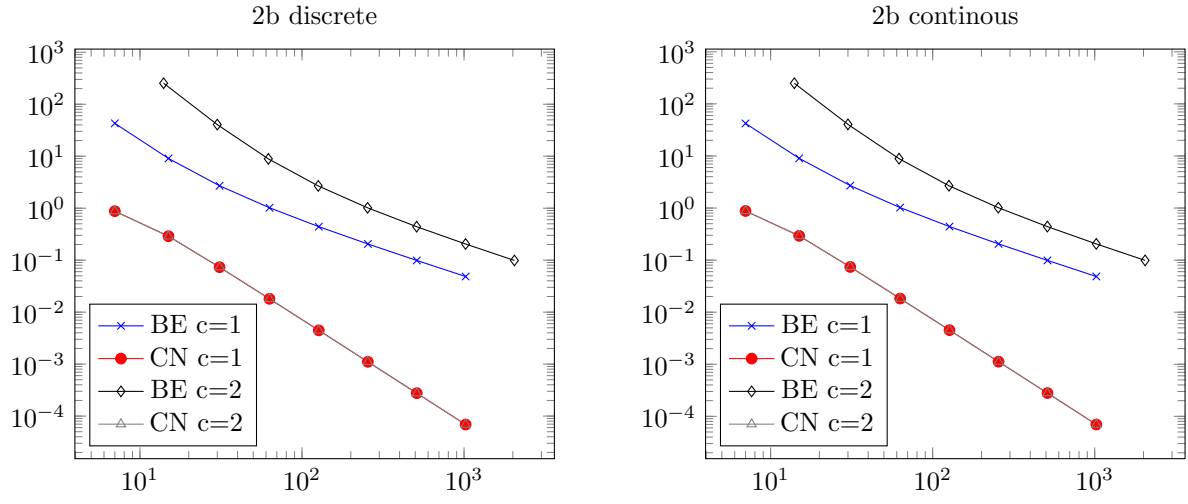 2b discrete
10^3
10^2
10^1
10^0
10^-1
10^-2
10^-3
10^-4
BE c=1
CN c=1
BE c=2
CN c=2
10^1 10^2 10^3
2b continous
10^3
10^2
10^1
10^0
10^-1
10^-2
10^-3
10^-4
BE c=1
CN c=1
BE c=2
CN c=2
10^1 10^2 10^3